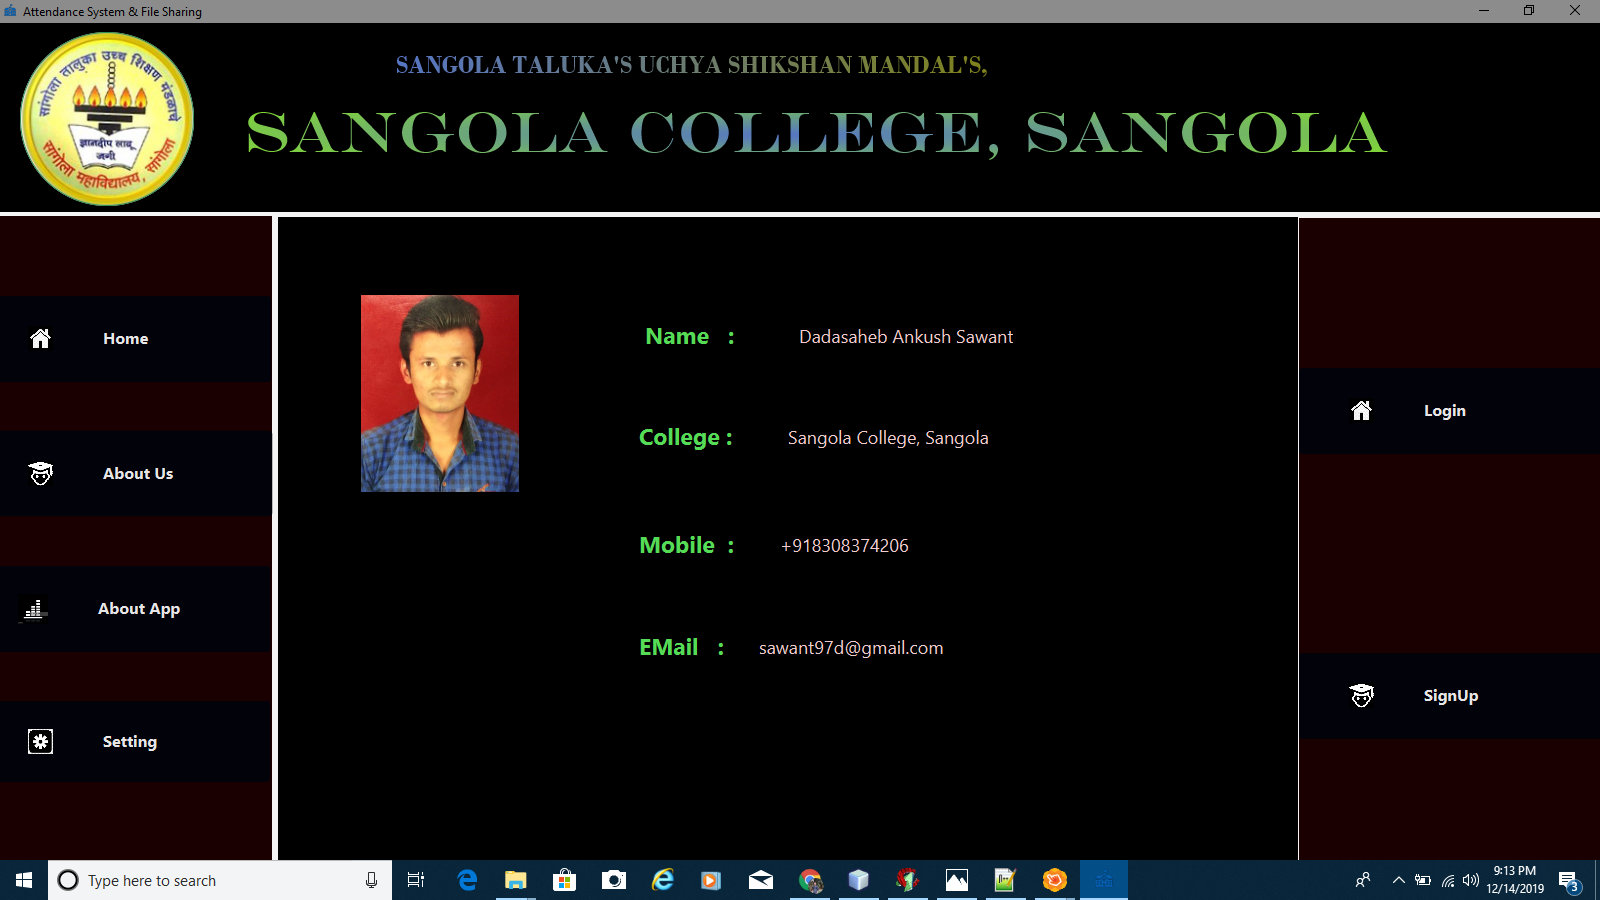 Attendance System & File Sharing
सांगोला तालुका उच्च शिक्षण मंडळाचे
ज्ञानदीप लावू
जगी
सांगोला महाविद्यालय, सांगोला
SANGOLA TALUKA'S UCHYA SHIKSHAN MANDAL'S,
SANGOLA COLLEGE, SANGOLA
Home
About Us
About App
Setting
Name : Dadasaheb Ankush Sawant
College : Sangola College, Sangola
Mobile : +918308374206
EMail : sawant97d@gmail.com
Login
SignUp
Type here to search
9:13 PM
12/14/2019
3